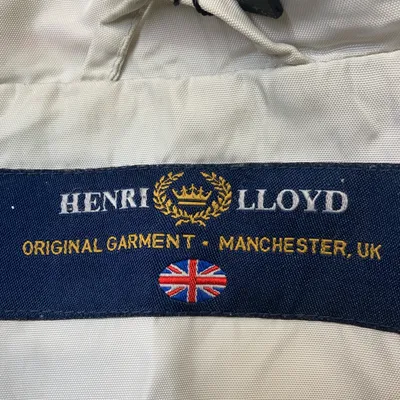 HENRI LLOYD
ORIGINAL GARMENT - MANCHESTER, UK